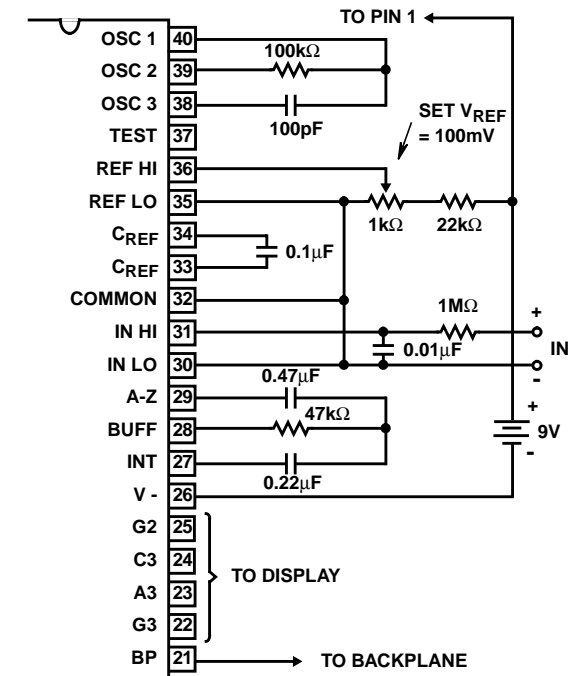 TO PIN 1
OSC 1 40
100kΩ
OSC 2 39
OSC 3 38
100pF
SET VREF
= 100mV
TEST 37
REF HI 36
REF LO 35
1kΩ 22kΩ
CREF 34
0.1μF
CREF 33
COMMON 32
1MΩ
+
IN HI 31
0.01μF
IN
IN LO 30
-
0.47μF
A-Z 29
+
47kΩ
BUFF 28
9V
-
INT 27
0.22μF
V - 26
G2 25
C3 24
TO DISPLAY
A3 23
G3 22
BP 21
TO BACKPLANE